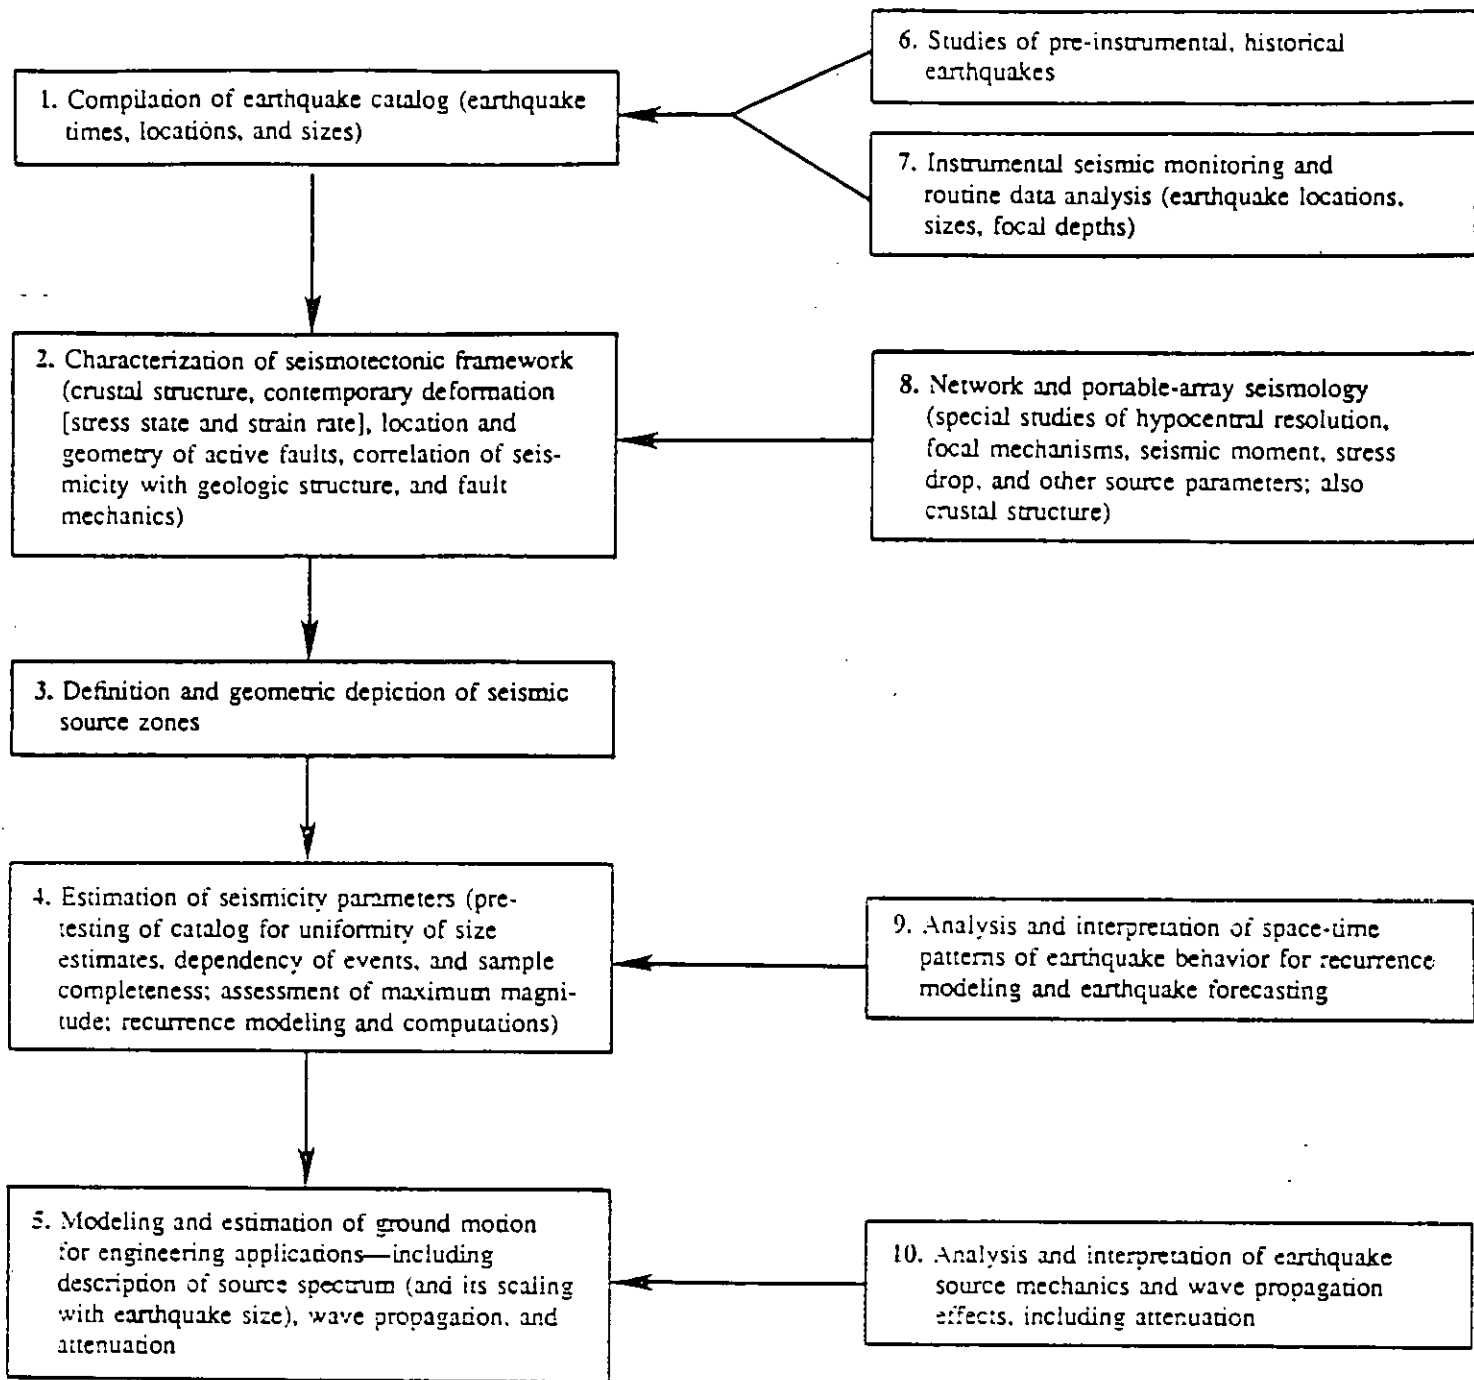 1. Compilation of earthquake catalog (earthquake
times, locations, and sizes)
6. Studies of pre-instrumental, historical
earthquakes
7. Instrumental seismic monitoring and
routine data analysis (earthquake locations,
sizes, focal depths)
2. Characterization of seismotectonic framework
(crustal structure, contemporary deformation
[stress state and strain rate], location and
geometry of active faults, correlation of seis-
micity with geologic structure, and fault
mechanics)
8. Network and portable-array seismology
(special studies of hypocentral resolution,
focal mechanisms, seismic moment, stress
drop, and other source parameters; also
crustal structure)
3. Definition and geometric depiction of seismic
source zones
4. Estimation of seismicity parameters (pre-
testing of catalog for uniformity of size
estimates, dependency of events, and sample
completeness; assessment of maximum magni-
tude; recurrence modeling and computations)
9. Analysis and interpretation of space-time
patterns of earthquake behavior for recurrence
modeling and earthquake forecasting
5. Modeling and estimation of ground motion
for engineering applications—including
description of source spectrum (and its scaling
with earthquake size), wave propagation, and
attenuation
10. Analysis and interpretation of earthquake
source mechanics and wave propagation
effects, including attenuation